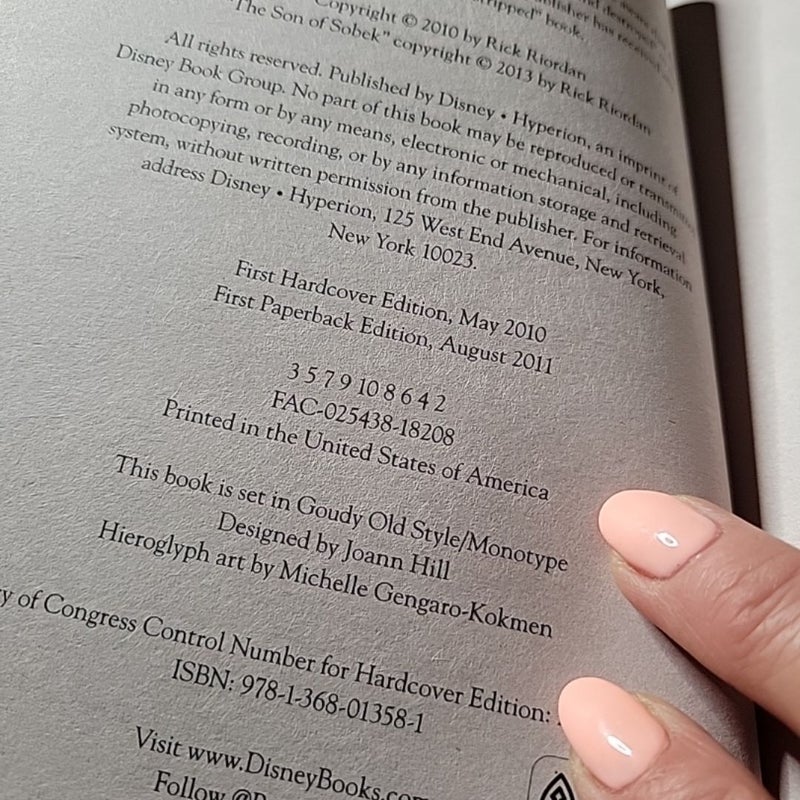 ripped" book.
Copyright © 2010 by Rick Riordan
"The Son of Sobek" copyright © 2013 by Rick Riordan
All rights reserved. Published by Disney • Hyperion, an imprint of
Disney Book Group. No part of this book may be reproduced or transmitted
in any form or by any means, electronic or mechanical, including
photocopying, recording, or by any information storage and retrieval
system, without written permission from the publisher. For information
address Disney • Hyperion, 125 West End Avenue, New York,
New York 10023.
First Hardcover Edition, May 2010
First Paperback Edition, August 2011
3 5 7 9 10 8 6 4 2
FAC-025438-18208
Printed in the United States of America
This book is set in Goudy Old Style/Monotype
Designed by Joann Hill
Hieroglyph art by Michelle Gengaro-Kokmen
y of Congress Control Number for Hardcover Edition:
ISBN: 978-1-368-01358-1
Visit www.DisneyBooks.com
Follow